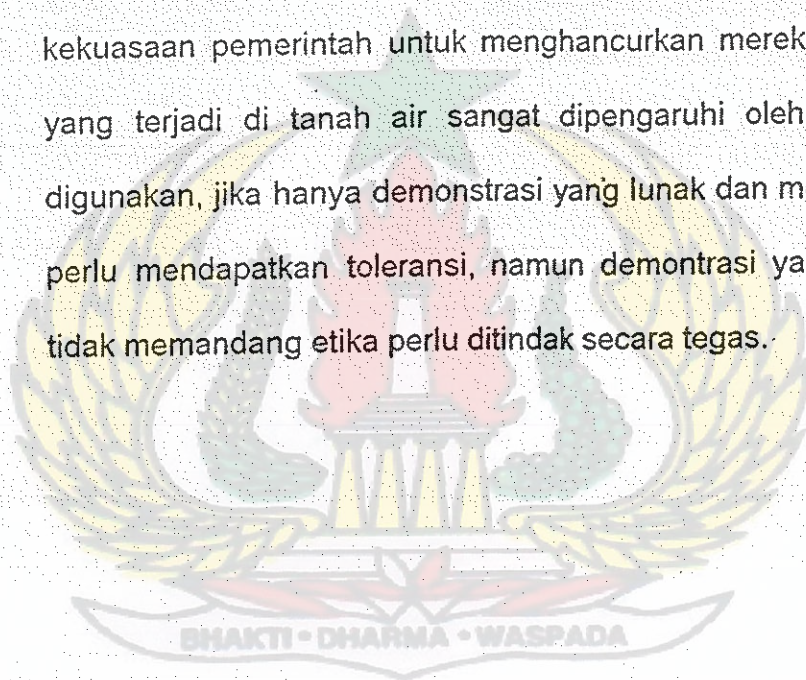 kekuasaan pemerintah untuk menghancurkan merek
yang terjadi di tanah air sangat dipengaruhi oleh
digunakan, jika hanya demonstrasi yang lunak dan m
perlu mendapatkan toleransi, namun demontrasi ya
tidak memandang etika perlu ditindak secara tegas.
BHAKTI • DHARMA • WASPADA